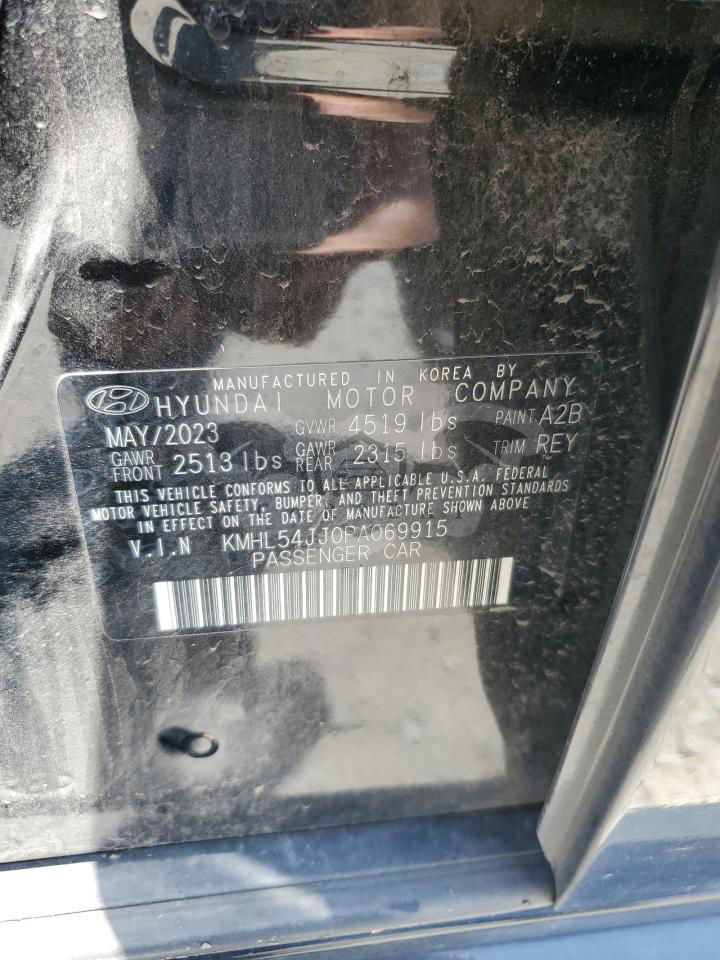 MANUFACTURED IN KOREA BY
HYUNDAI MOTOR COMPANY
MAY/2023 GVWR 4519 lbs PAINT A2B
GAWR FRONT 2513 lbs GAWR REAR 2315 lbs TRIM REY
THIS VEHICLE CONFORMS TO ALL APPLICABLE U.S.A. FEDERAL
MOTOR VEHICLE SAFETY, BUMPER, AND THEFT PREVENTION STANDARDS
IN EFFECT ON THE DATE OF MANUFACTURE SHOWN ABOVE
V.I.N KMHL54JJ0PA069915
PASSENGER CAR